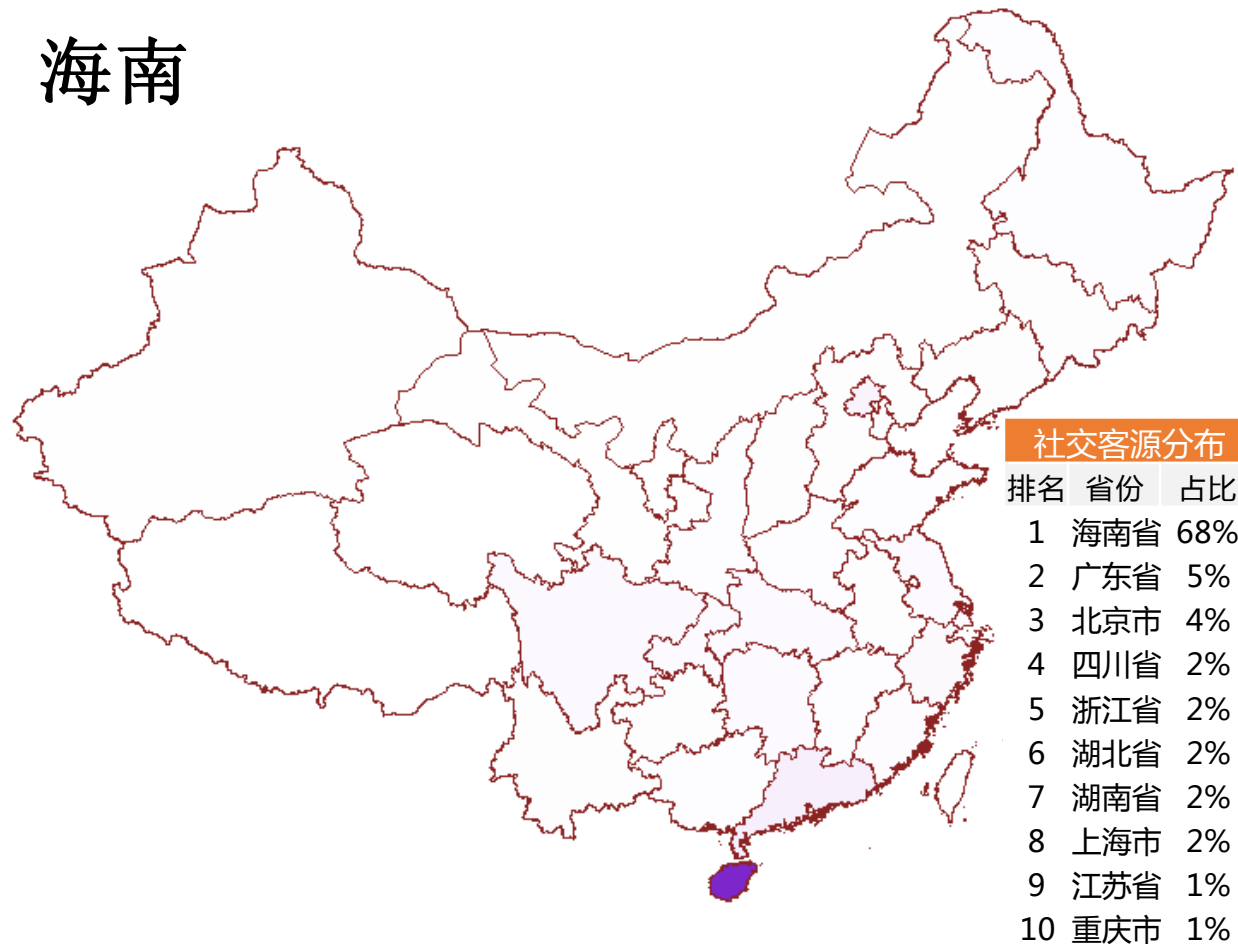 海南
社交客源分布
排名 省份 占比
1 海南省 68%
2 广东省 5%
3 北京市 4%
4 四川省 2%
5 浙江省 2%
6 湖北省 2%
7 湖南省 2%
8 上海市 2%
9 江苏省 1%
10 重庆市 1%